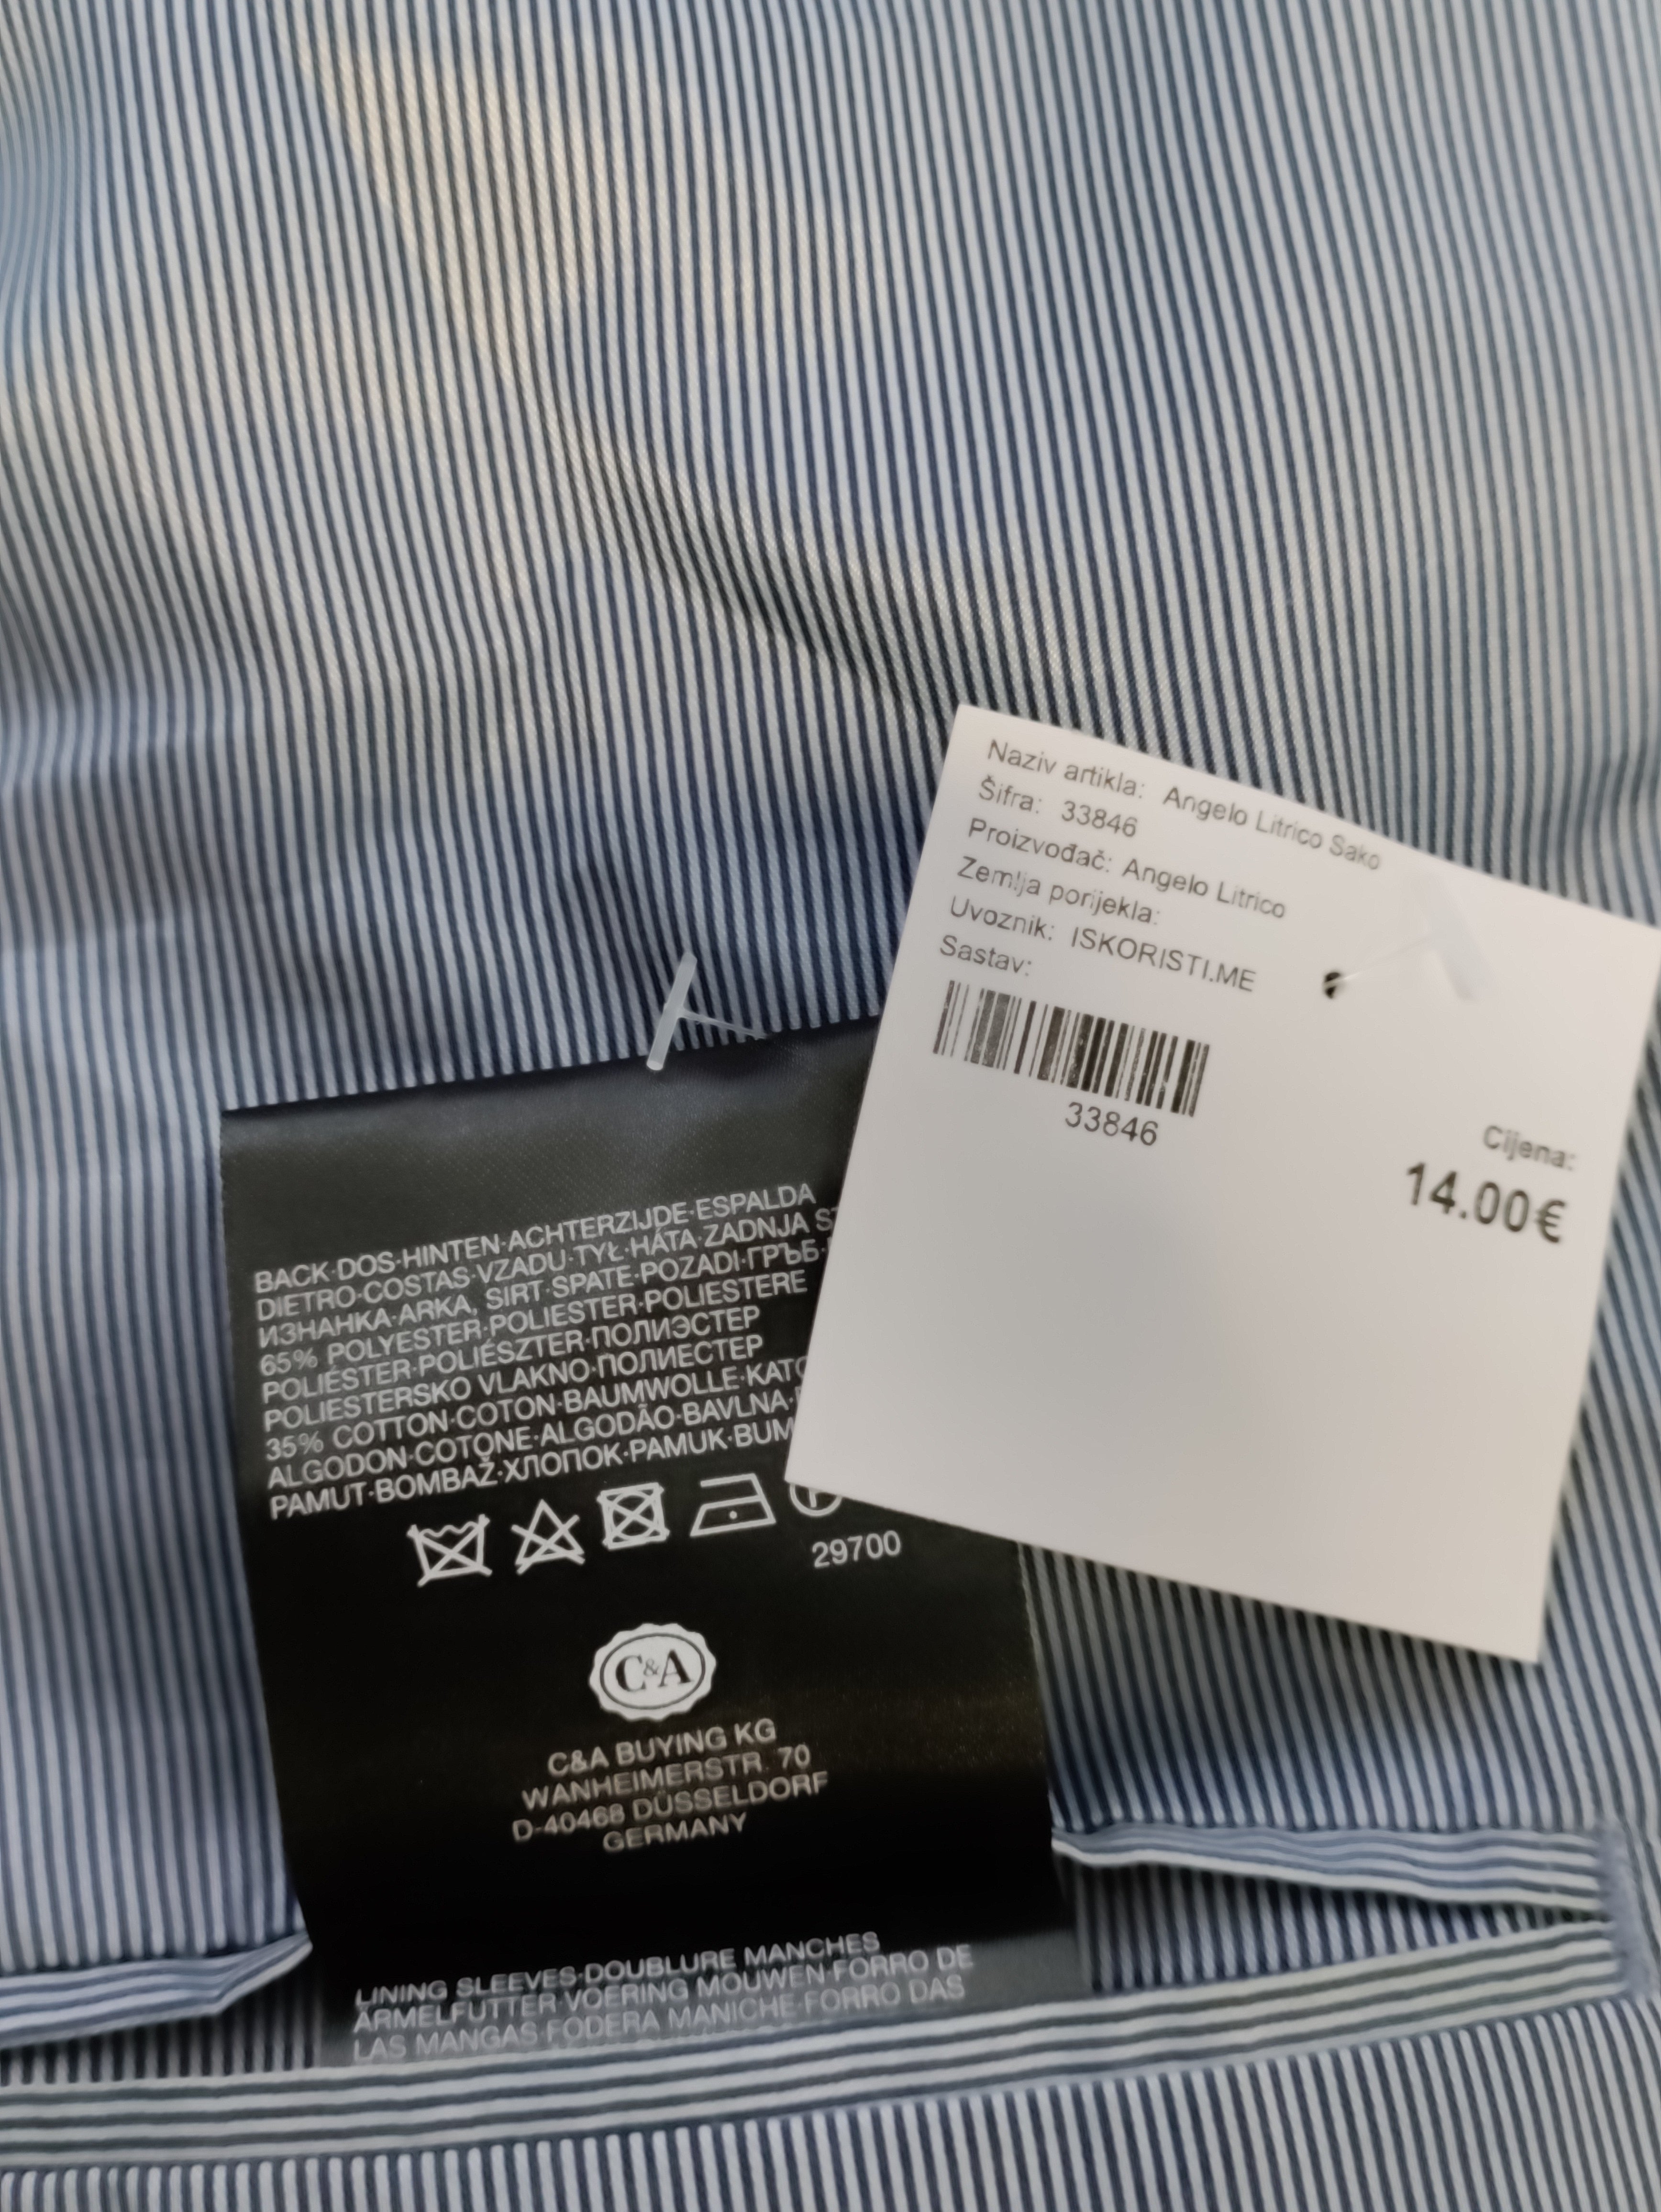 Naziv artikla: Angelo Litrico Sako
Šifra: 33846
Proizvođač: Angelo Litrico
Zemlja porijekla:
Uvoznik: ISKORISTI.ME
Sastav:
33846
Cijena:
14.00€
BACK·DOS·HINTEN·ACHTERZIJDE·ESPALDA
DIETRO·COSTAS·VZADU·TYŁ·HÁTA·ZADNJA
ИЗНАНКА·ARKA, SIRT·SPATE·POZADI·ГРЪБ·
65% POLYESTER·POLIESTER·POLIESTERE
POLIÉSTER·POLIÉSZTER·ПОЛИЭСТЕР
POLIESTERSKO VLAKNO·ПОЛИЕСТЕР
35% COTTON·COTON·BAUMWOLLE·KATO
ALGODON·COTONE·ALGODÃO·BAVLNA·
PAMUT·BOMBAŽ·ХЛОПОК·PAMUK·BUM
29700
C&A
C&A BUYING KG
WANHEIMERSTR. 70
D-40468 DÜSSELDORF
GERMANY
LINING SLEEVES·DOUBLURE MANCHES
ÄRMELFUTTER·VOERING MOUWEN·FORRO DE
LAS MANGAS·FODERA MANICHE·FORRO DAS